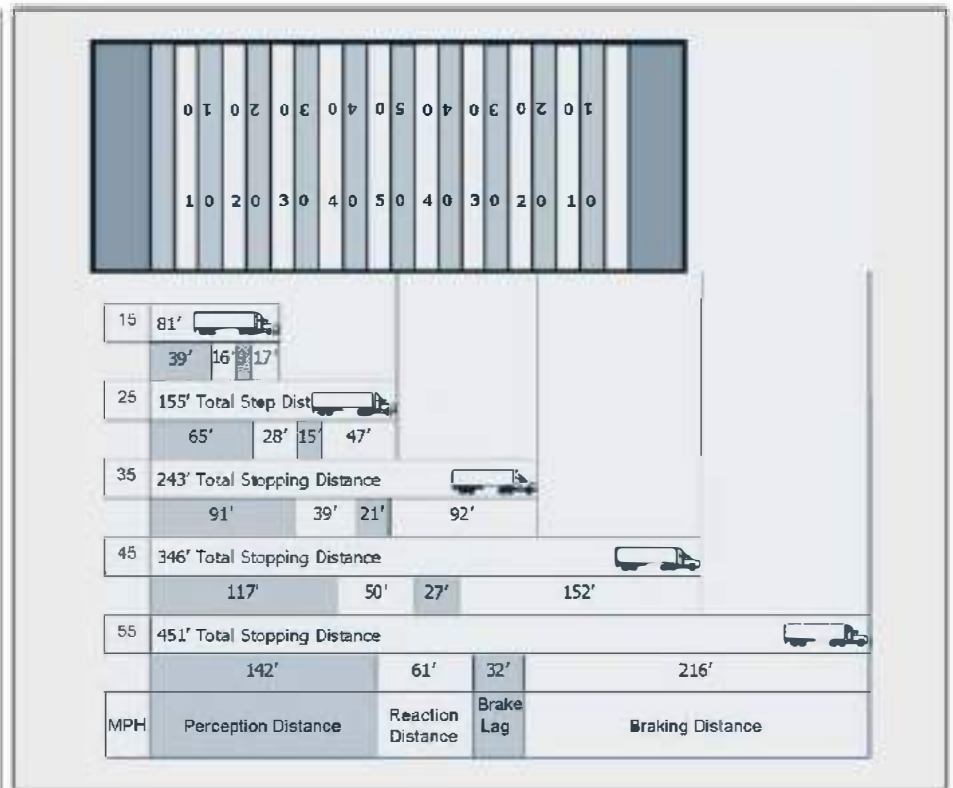 0 1 0 2 0 3 0 4 0 5 0 4 0 3 0 2 0 1
1 0 2 0 3 0 4 0 5 0 4 0 3 0 2 0 1 0
15 81'
39' 16' 17'
25 155' Total Stop Dist
65' 28' 15' 47'
35 243' Total Stopping Distance
91' 39' 21' 92'
45 346' Total Stopping Distance
117' 50' 27' 152'
55 451' Total Stopping Distance
142' 61' 32' 216'
MPH Perception Distance Reaction Distance Brake Lag Braking Distance